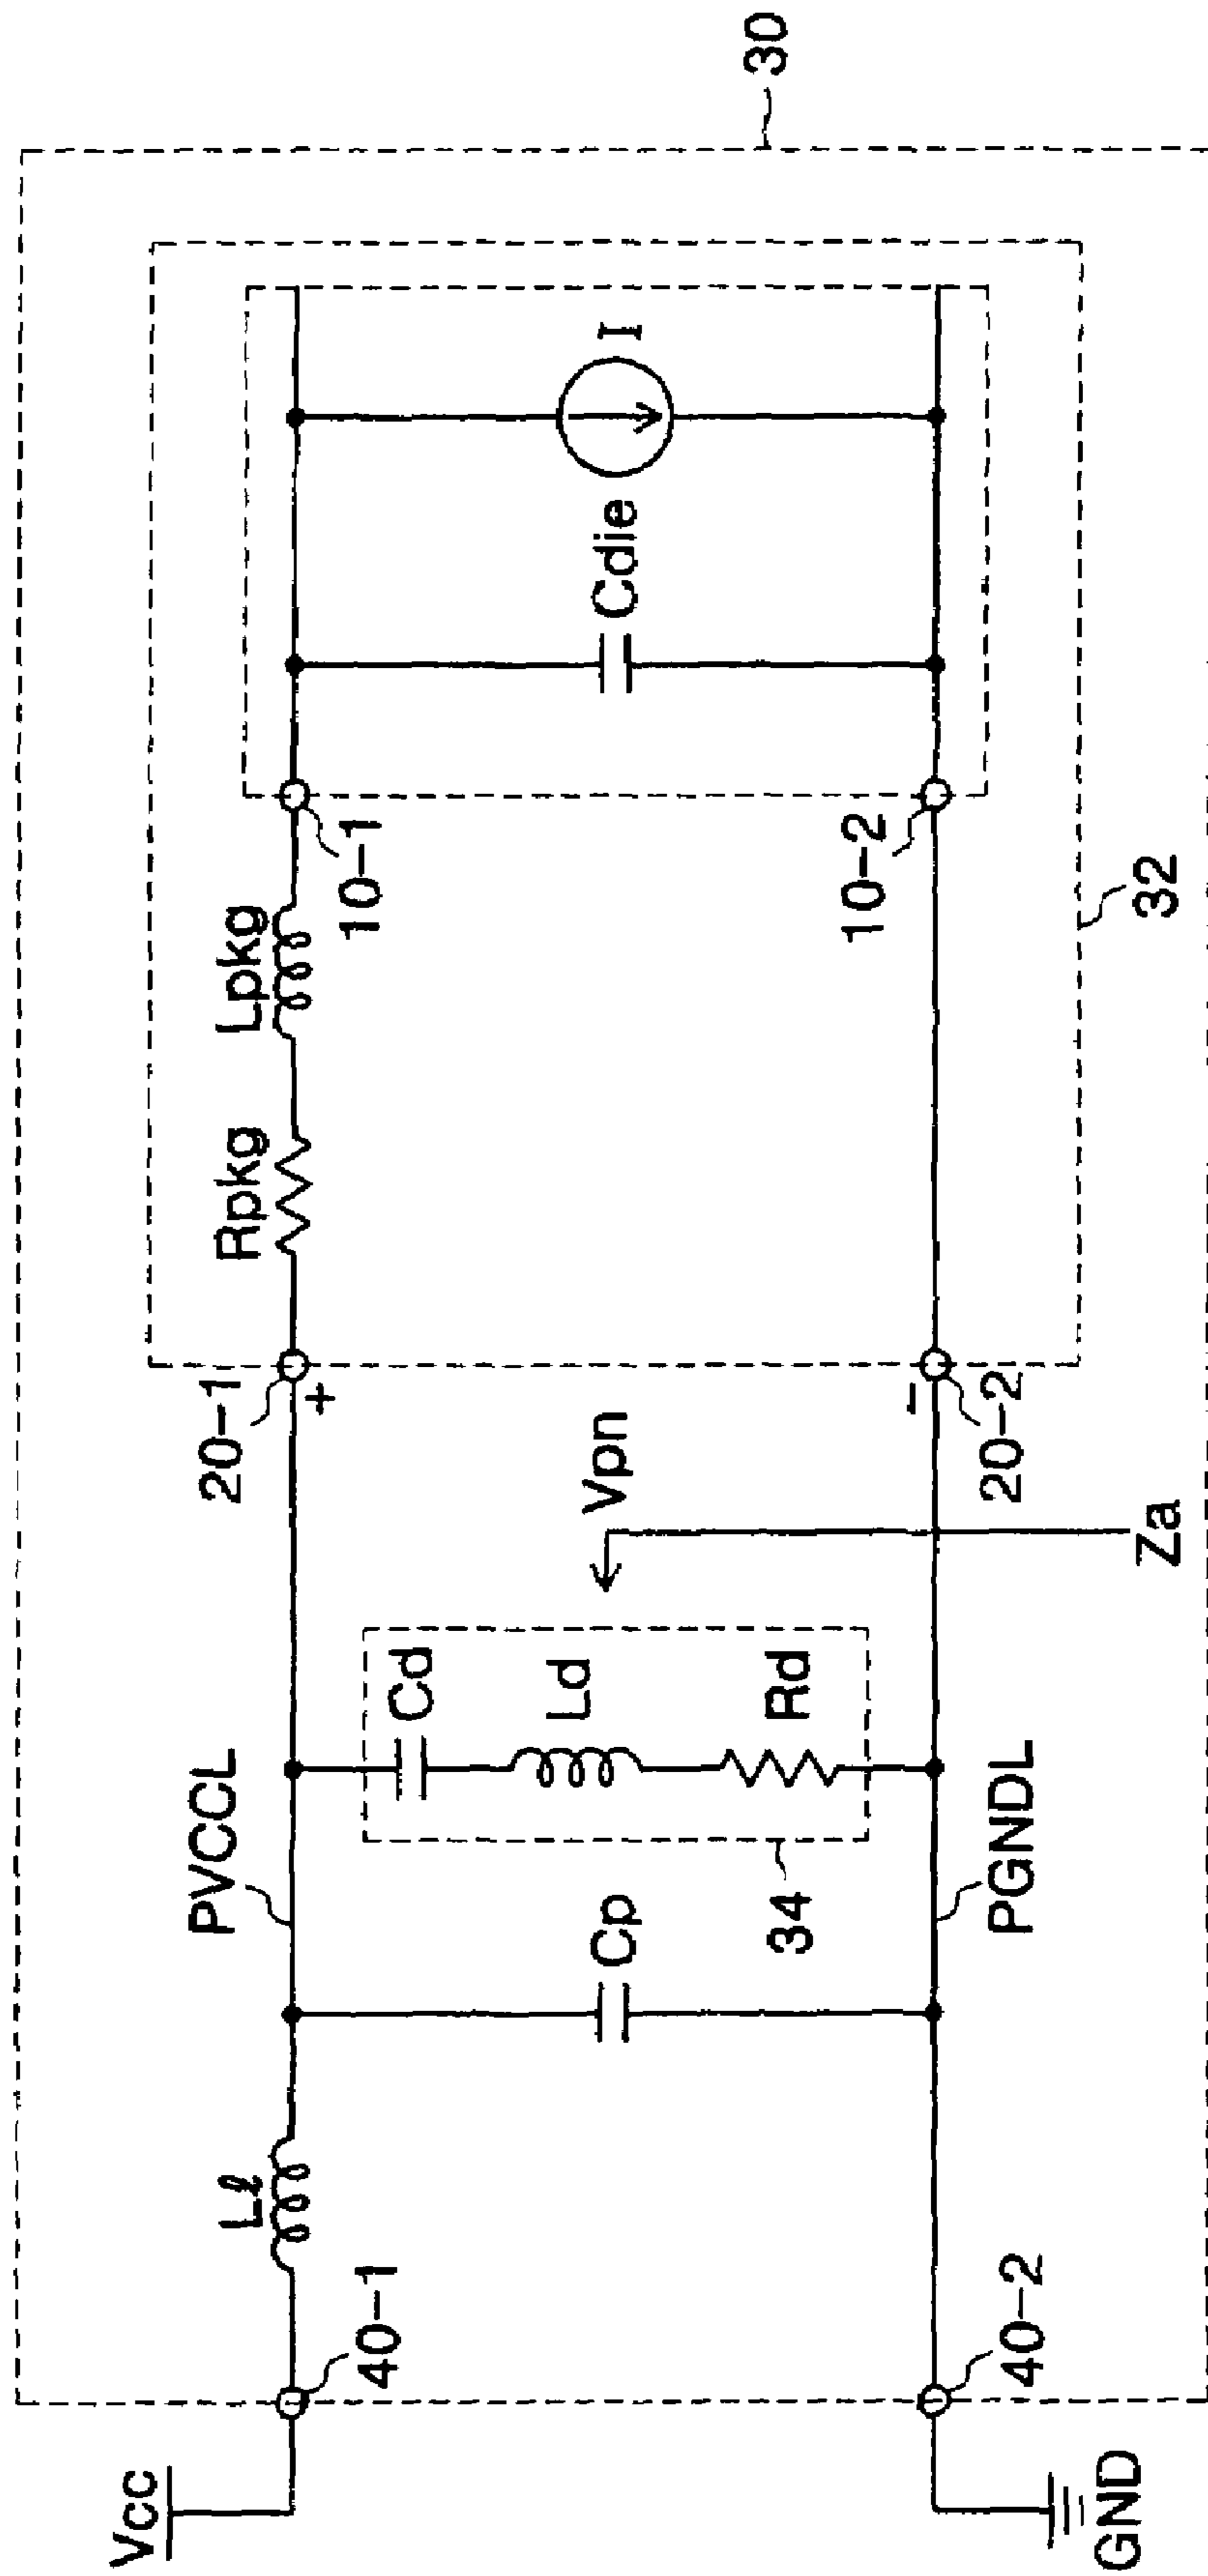 30
Vcc
40-1
Lℓ
PVCCL
20-1
+
Rpkg
Lpkg
10-1
Cp
34
Cd
Ld
Rd
Vpn
Cdie
I
GND
40-2
PGNDL
Za
20-2
−
10-2
32